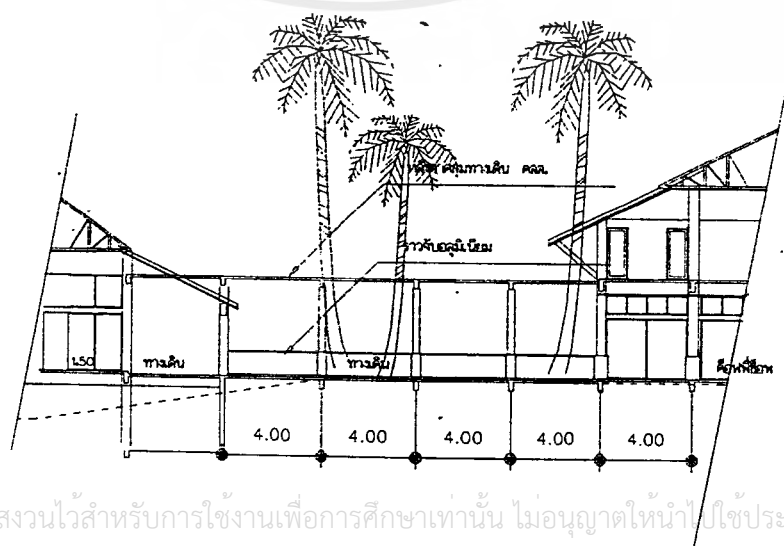 หลังคาคลุมทางเดิน คสล.
ราวจับอลูมิเนียม
1.50
ทางเดิน
ทางเดิน
4.00
4.00
4.00
4.00
4.00
สงวนไว้สำหรับการใช้งานเพื่อการศึกษาเท่านั้น ไม่อนุญาตให้นำไปใช้ประ